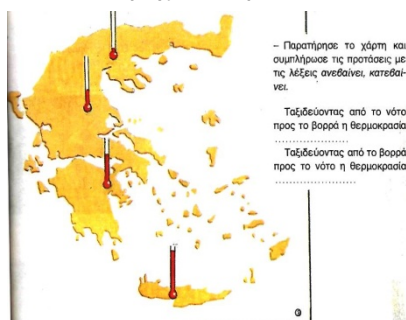 – Παρατήρησε το χάρτη και
συμπλήρωσε τις προτάσεις με
τις λέξεις ανεβαίνει, κατεβαί-
νει.
Ταξιδεύοντας από το νότο
προς το βορρά η θερμοκρασία
......................
Ταξιδεύοντας από το βορρά
προς το νότο η θερμοκρασία
......................